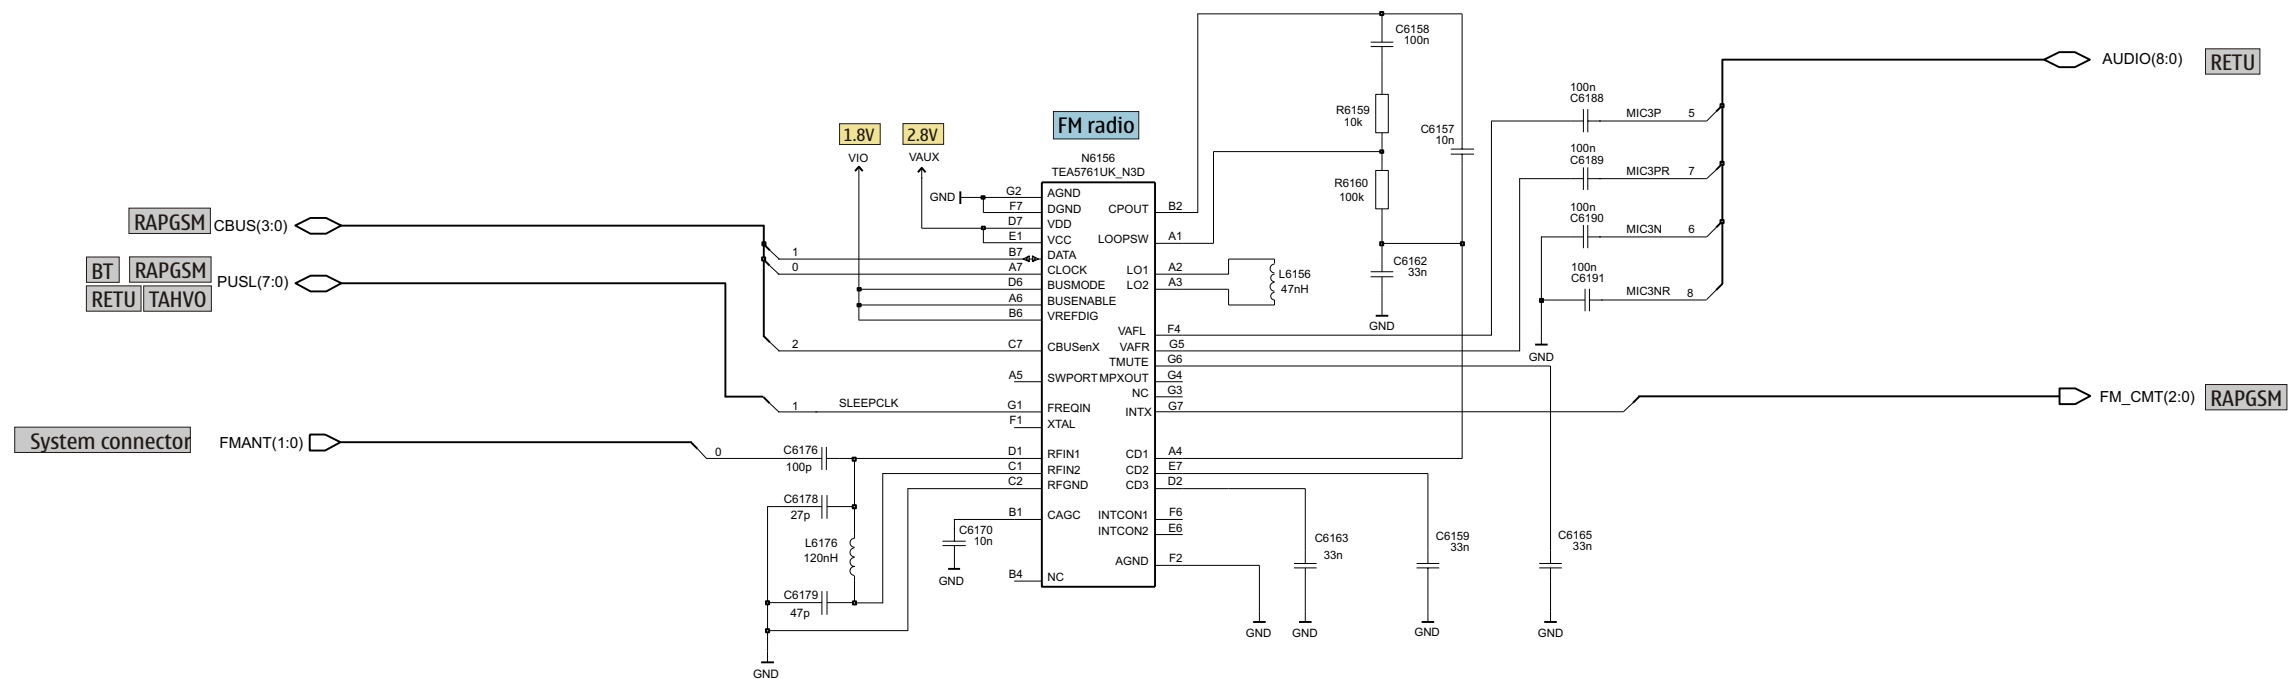 C6158
100n
AUDIO(8:0)
RETU
100n
C6188
MIC3P 5
R6159
10k
C6157
10n
FM radio
1.8V
2.8V
VIO
VAUX
N6156
TEA5761UK_N3D
100n
C6189
MIC3PR 7
R6160
100k
GND
G2 AGND
F7 DGND
D7 VDD
E1 VCC
B7 DATA
A7 CLOCK
D6 BUSMODE
A6 BUSENABLE
B6 VREFDIG
C7 CBUSenX
A5 SWPORT
G1 FREQIN
F1 XTAL
D1 RFIN1
C1 RFIN2
C2 RFGND
B1 CAGC
B4 NC
CPOUT B2
LOOPSW A1
LO1 A2
LO2 A3
VAFL F4
VAFR G5
TMUTE G6
MPXOUT G4
NC G3
INTX G7
CD1 A4
CD2 E7
CD3 D2
INTCON1 F6
INTCON2 E6
AGND F2
100n
C6190
MIC3N 6
100n
C6191
MIC3NR 8
GND
RAPGSM
CBUS(3:0)
1
0
2
BT
RAPGSM
RETU
TAHVO
PUSL(7:0)
1 SLEEPCLK
L6156
47nH
C6162
33n
GND
FM_CMT(2:0)
RAPGSM
System connector
FMANT(1:0)
0
C6176
100p
C6178
27p
L6176
120nH
C6179
47p
GND
C6170
10n
GND
C6163
33n
C6159
33n
C6165
33n
GND
GND
GND
GND